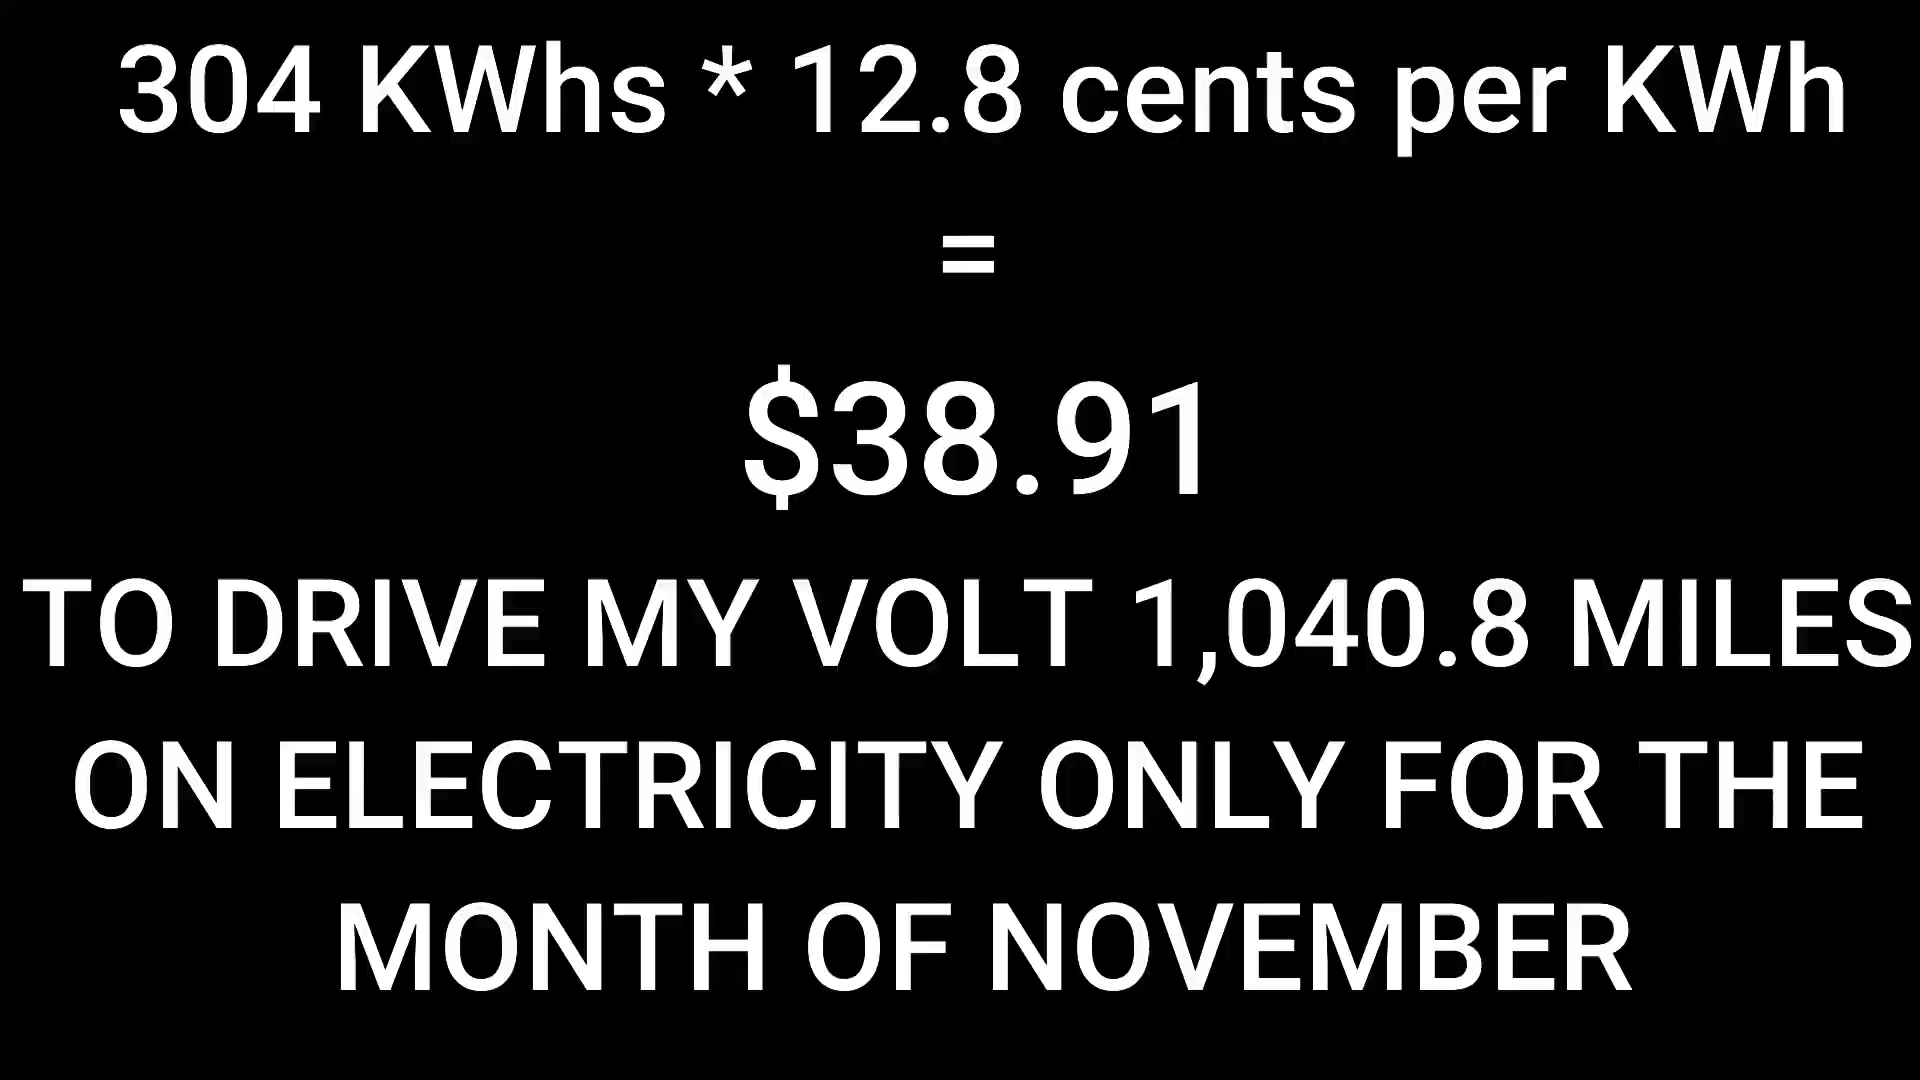 304 KWhs * 12.8 cents per KWh
=
$38.91
TO DRIVE MY VOLT 1,040.8 MILES
ON ELECTRICITY ONLY FOR THE
MONTH OF NOVEMBER